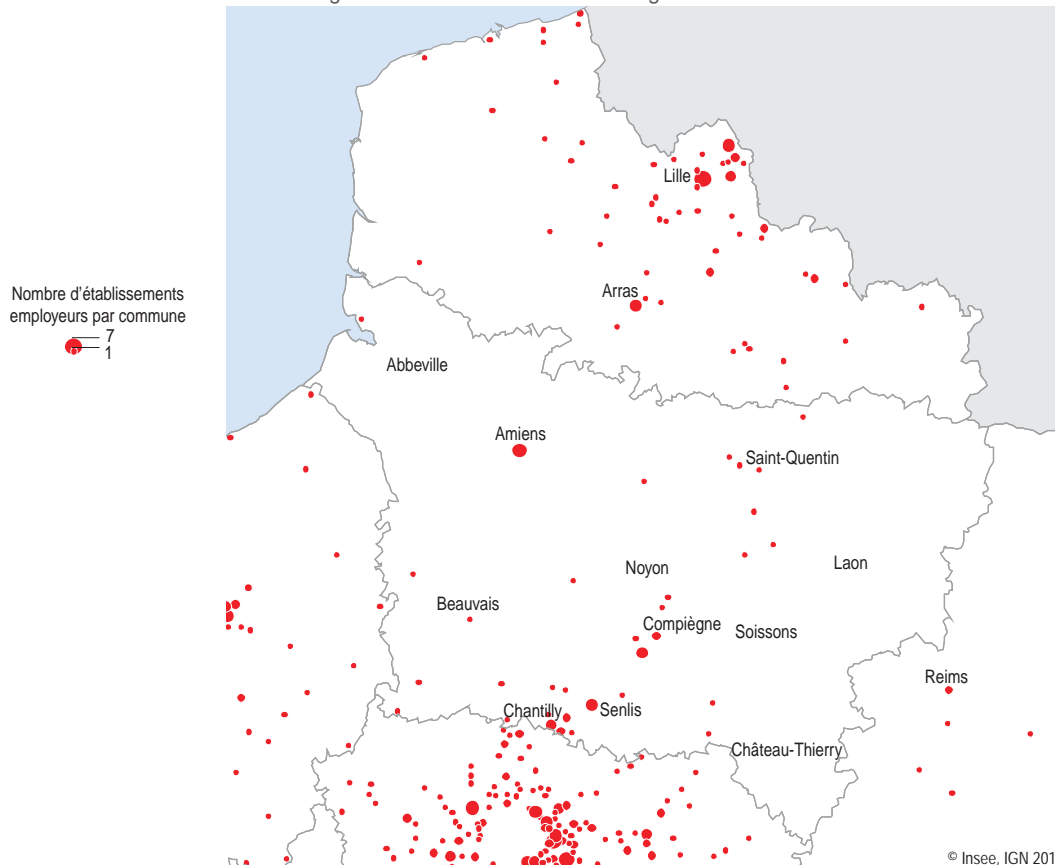 Nombre d'établissements
employeurs par commune
7
1
Lille
Arras
Abbeville
Amiens
Saint-Quentin
Noyon
Laon
Beauvais
Compiègne
Soissons
Reims
Chantilly
Senlis
Château-Thierry
© Insee, IGN 201